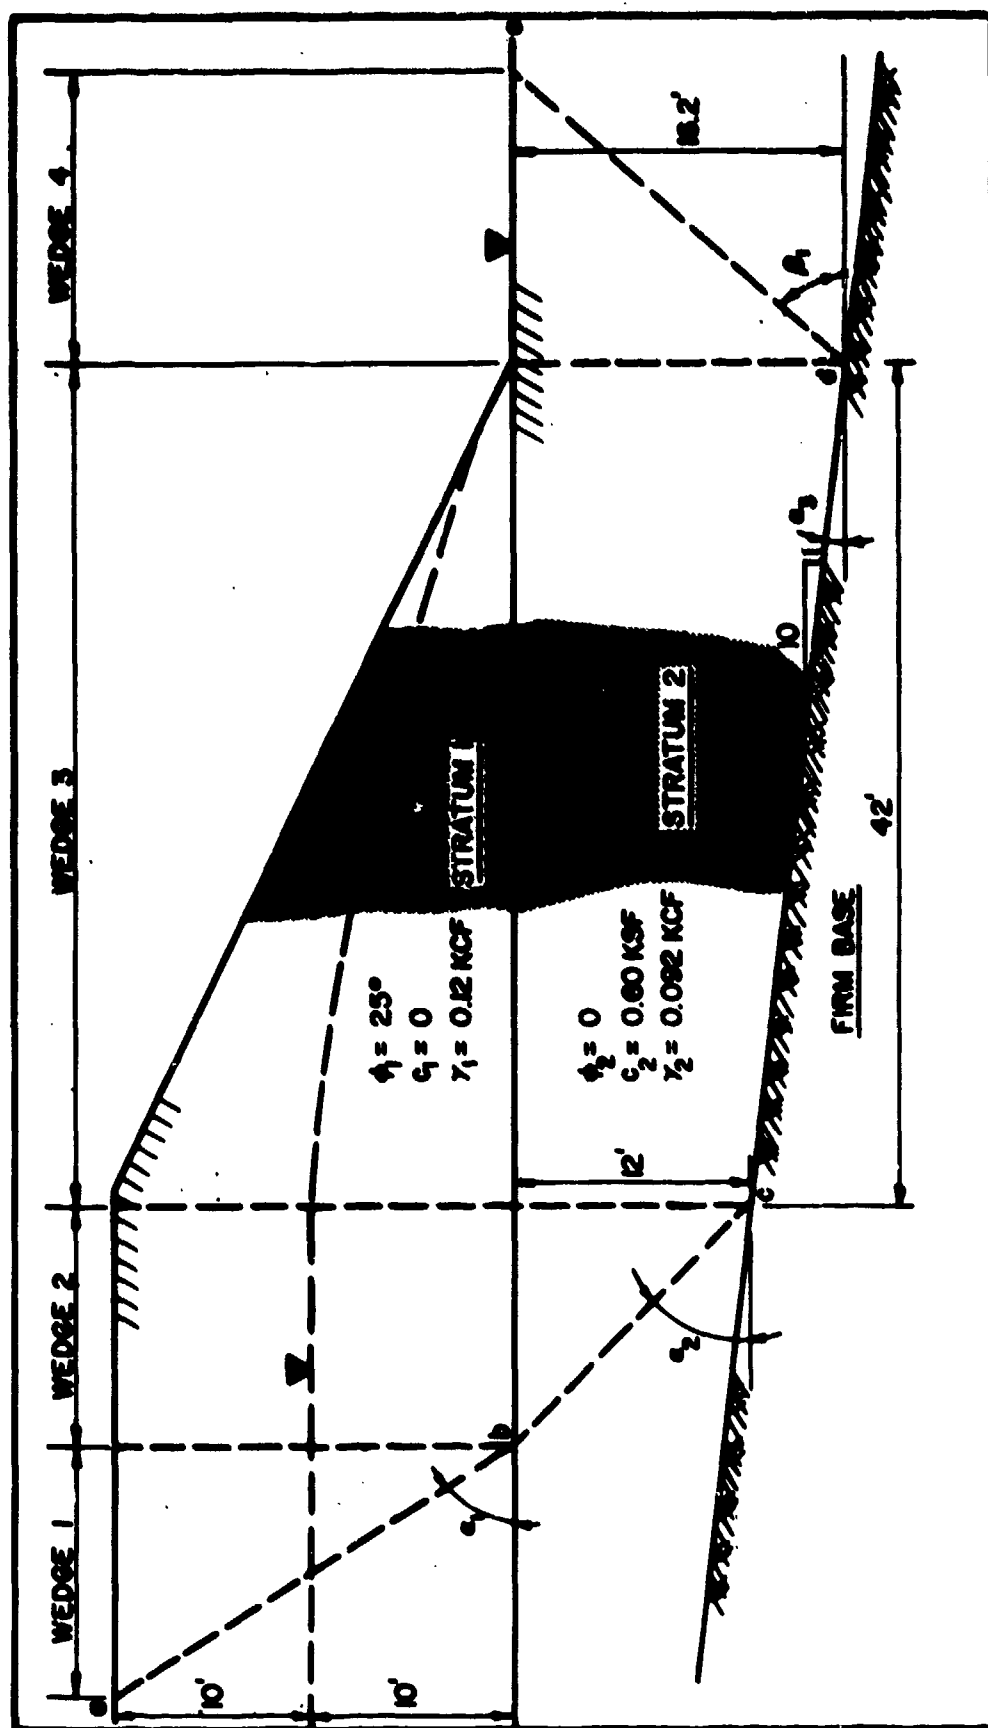 WEDGE 1
WEDGE 2
WEDGE 3
WEDGE 4
a
10'
10'
α₁
b
α₂
12'
c
φ₁ = 25°
c₁ = 0
γ₁ = 0.12 KCF
STRATUM 1
φ₂ = 0
c₂ = 0.60 KSF
γ₂ = 0.092 KCF
STRATUM 2
FIRM BASE
42'
10
α₃
d
β₁
16.2'
e